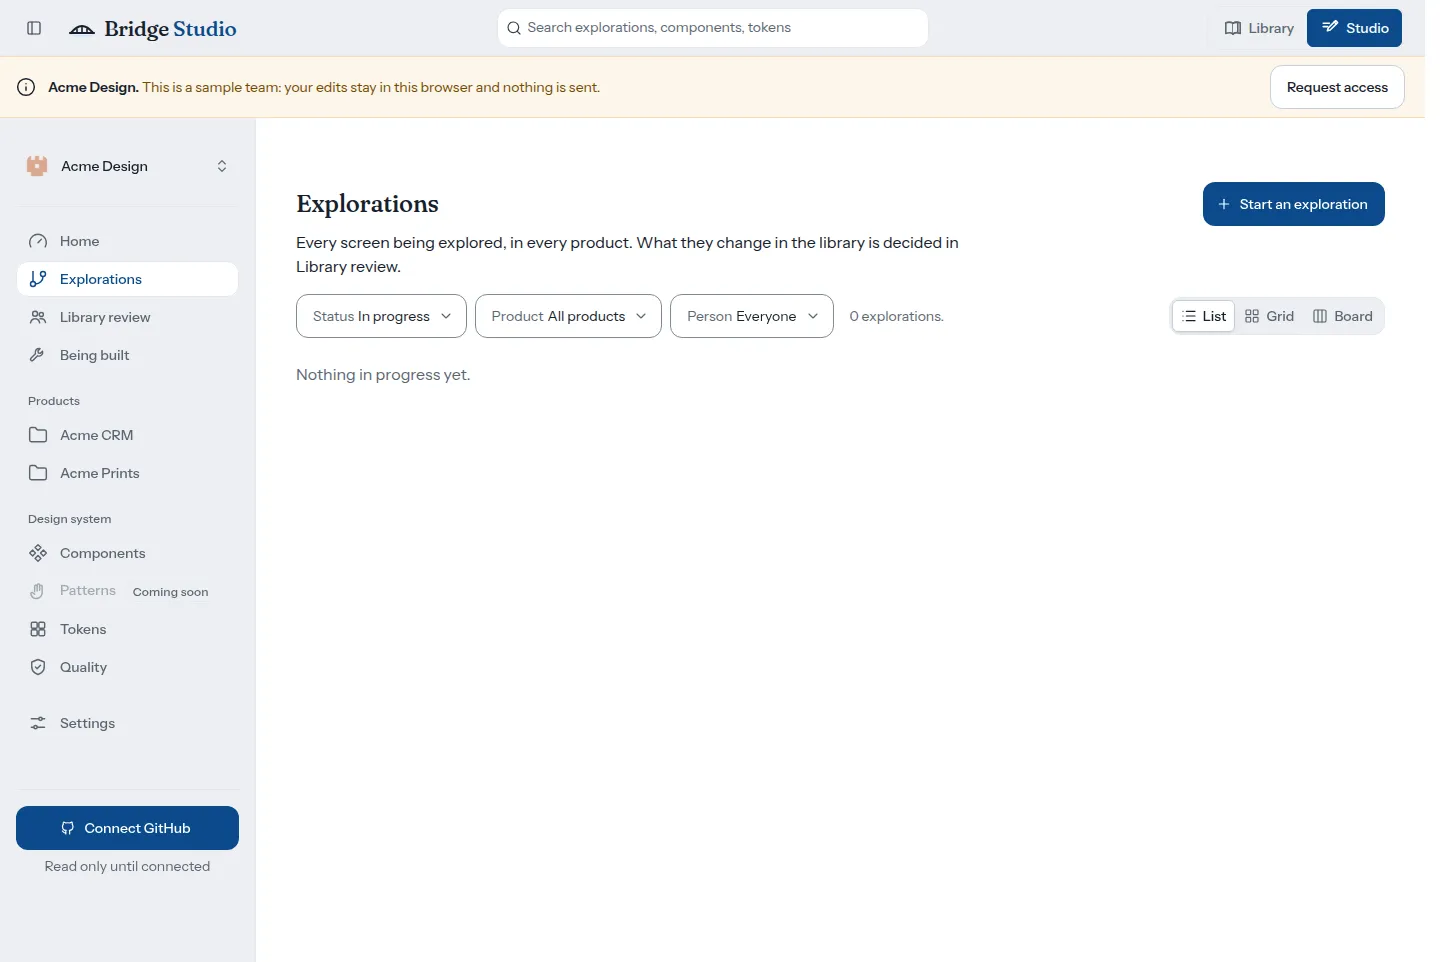 Bridge Studio
Search explorations, components, tokens
Library
Studio
Acme Design. This is a sample team: your edits stay in this browser and nothing is sent.
Request access
Acme Design
Home
Explorations
Library review
Being built
Products
Acme CRM
Acme Prints
Design system
Components
Patterns Coming soon
Tokens
Quality
Settings
Connect GitHub
Read only until connected
Explorations
Start an exploration
Every screen being explored, in every product. What they change in the library is decided in
Library review.
Status In progress
Product All products
Person Everyone
0 explorations.
List
Grid
Board
Nothing in progress yet.